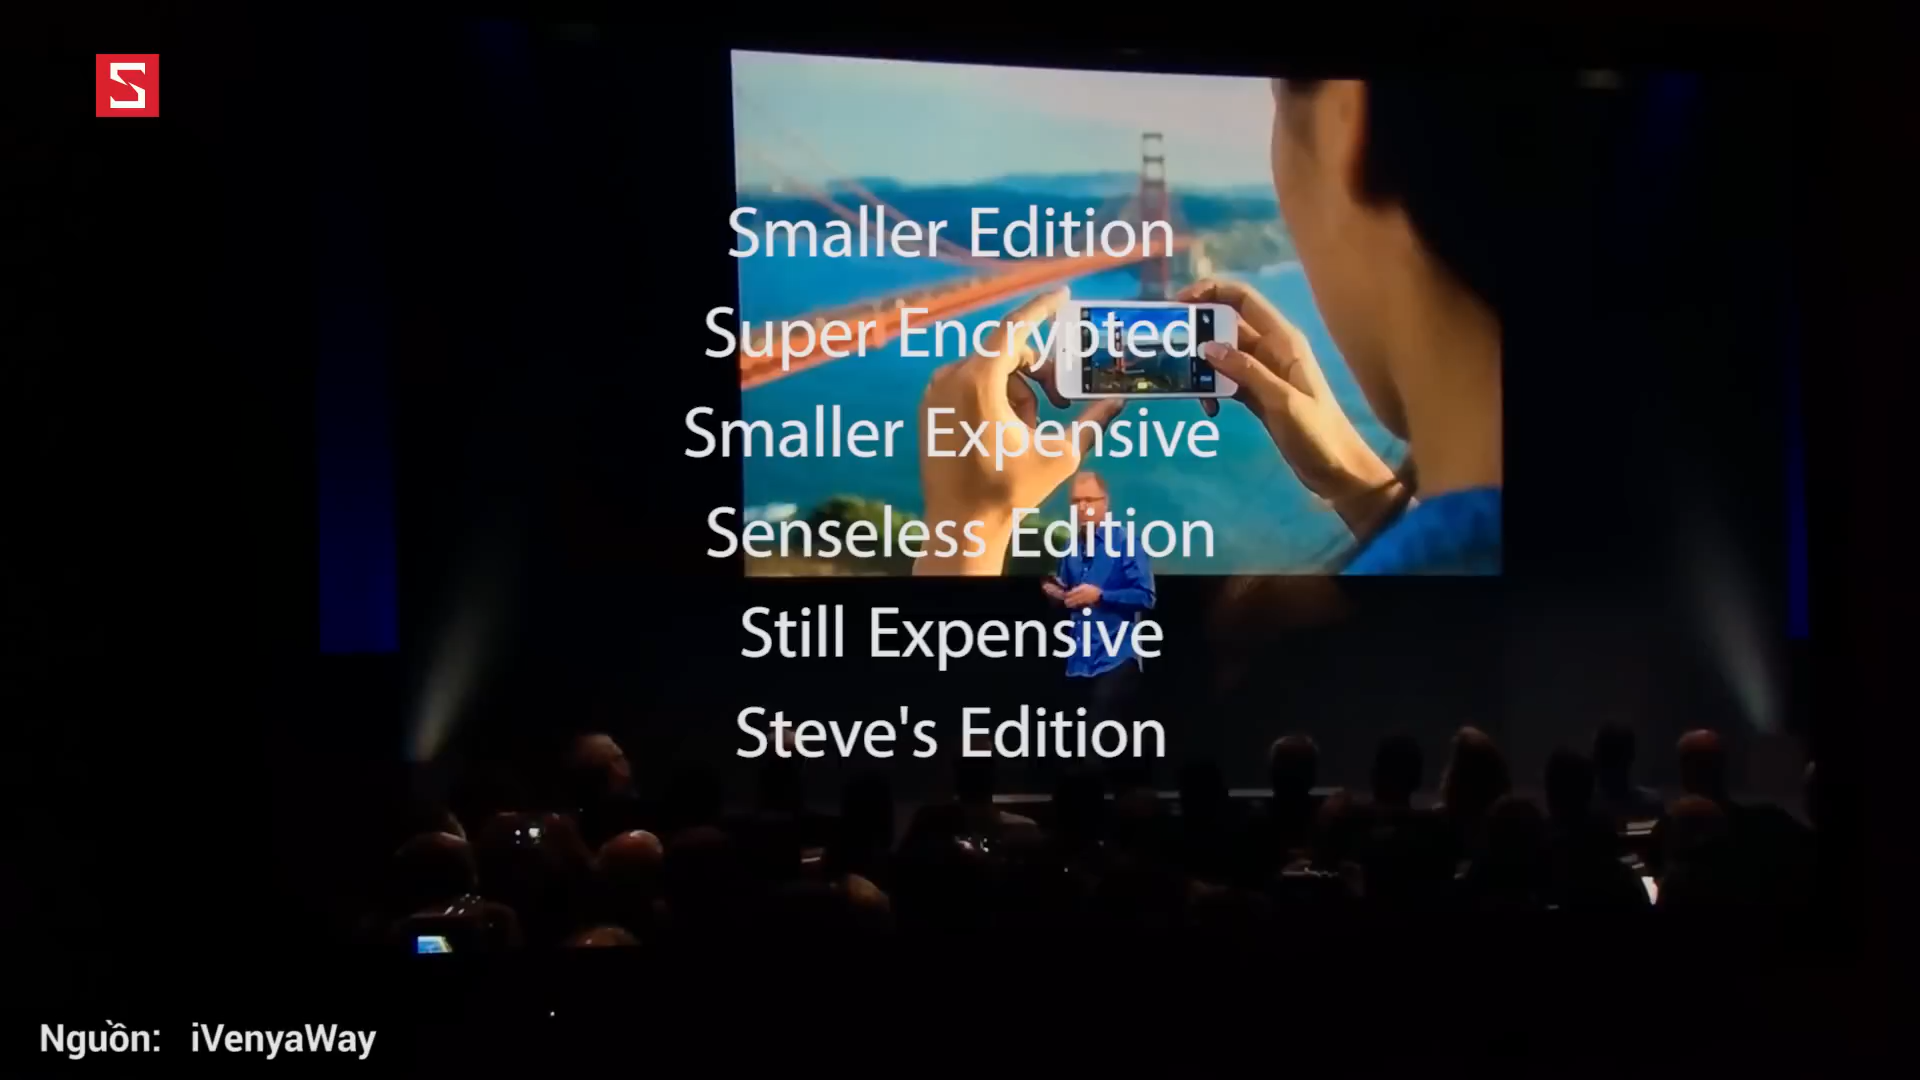 Smaller Edition
Super Encrypted
Smaller Expensive
Senseless Edition
Still Expensive
Steve's Edition
Nguồn: iVenyaWay